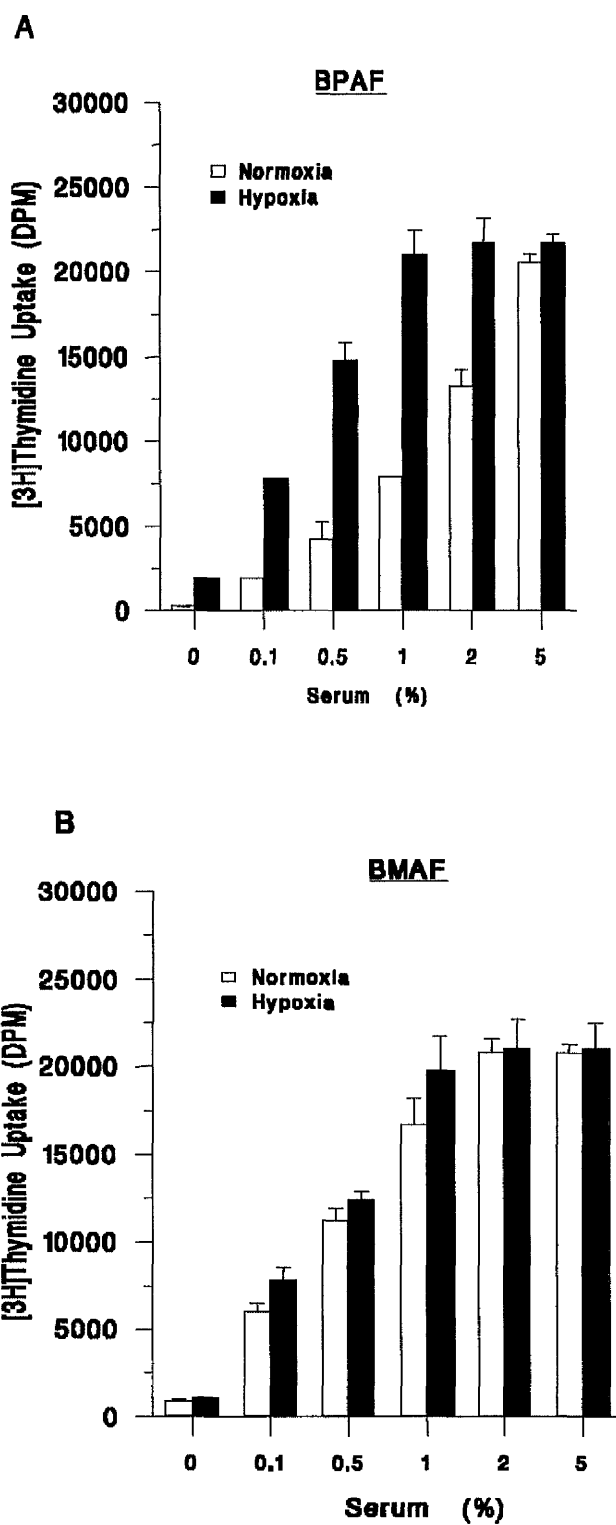 A
BPAF
30000
25000
20000
15000
10000
5000
0
[3H]Thymidine Uptake (DPM)
Normoxia
Hypoxia
0 0.1 0.5 1 2 5
Serum (%)
B
BMAF
30000
25000
20000
15000
10000
5000
0
[3H]Thymidine Uptake (DPM)
Normoxia
Hypoxia
0 0.1 0.5 1 2 5
Serum (%)